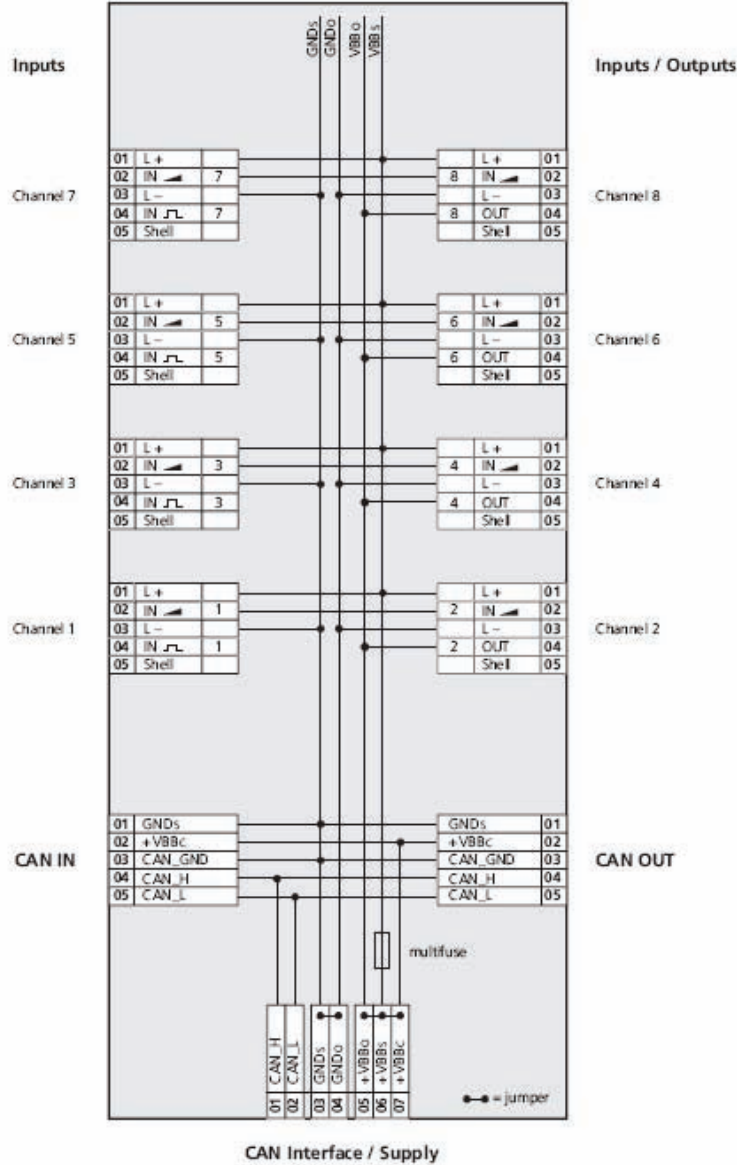 GNDs
GNDo
VBBo
VBBs
Inputs
Inputs / Outputs
01 L + L + 01
02 IN 7 8 IN 02
Channel 7 03 L – L – 03 Channel 8
04 IN 7 8 OUT 04
05 Shell Shell 05
01 L + L + 01
02 IN 5 6 IN 02
Channel 5 03 L – L – 03 Channel 6
04 IN 5 6 OUT 04
05 Shell Shell 05
01 L + L + 01
02 IN 3 4 IN 02
Channel 3 03 L – L – 03 Channel 4
04 IN 3 4 OUT 04
05 Shell Shell 05
01 L + L + 01
02 IN 1 2 IN 02
Channel 1 03 L – L – 03 Channel 2
04 IN 1 2 OUT 04
05 Shell Shell 05
01 GNDs GNDs 01
02 +VBBc +VBBc 02
CAN IN 03 CAN_GND CAN_GND 03 CAN OUT
04 CAN_H CAN_H 04
05 CAN_L CAN_L 05
multifuse
01 CAN_H
02 CAN_L
03 GNDs
04 GNDo
05 +VBBo
06 +VBBs
07 +VBBc
= jumper
CAN Interface / Supply